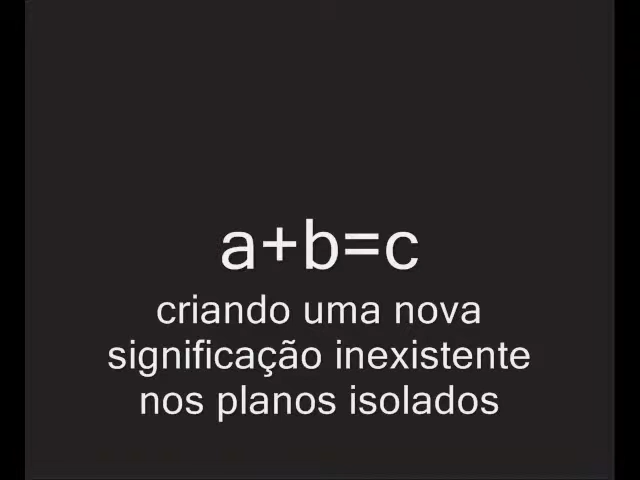 a+b=c
criando uma nova
significação inexistente
nos planos isolados